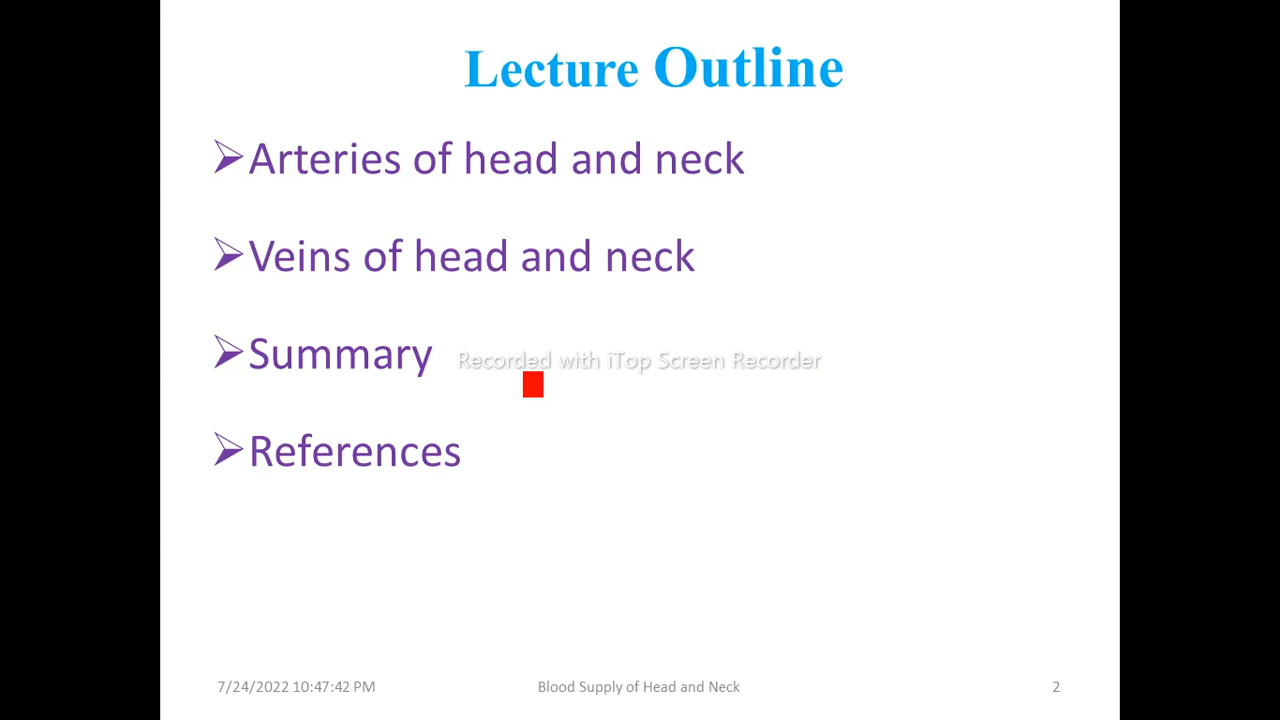 Lecture Outline
Arteries of head and neck
Veins of head and neck
Summary
Recorded with iTop Screen Recorder
References
7/24/2022 10:47:42 PM
Blood Supply of Head and Neck
2